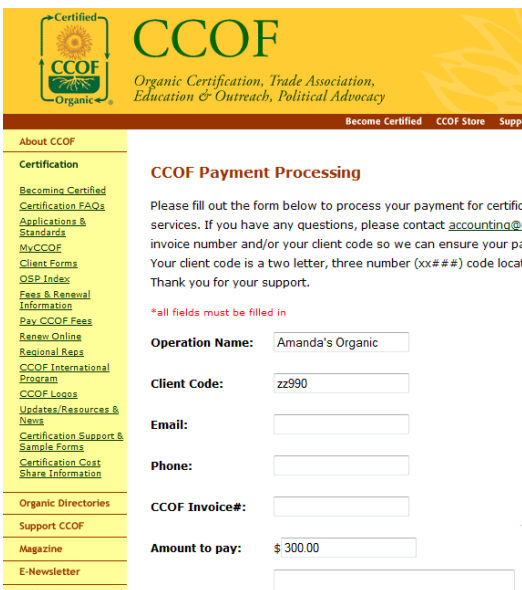 Certified
CCOF
Organic
CCOF
Organic Certification, Trade Association,
Education & Outreach, Political Advocacy
Become Certified CCOF Store
About CCOF
Certification
Becoming Certified
Certification FAQs
Applications &
Standards
MyCCOF
Client Forms
OSP Index
Fees & Renewal
Information
Pay CCOF Fees
Renew Online
Regional Reps
CCOF International
Program
CCOF Logos
Updates/Resources &
News
Certification Support &
Sample Forms
Certification Cost
Share Information
Organic Directories
Support CCOF
Magazine
E-Newsletter
CCOF Payment Processing
Please fill out the form below to process your payment for
services. If you have any questions, please contact accounting@
invoice number and/or your client code so we can ensure your
Your client code is a two letter, three number (xx###) code
Thank you for your support.
*all fields must be filled in
Operation Name: Amanda's Organic
Client Code: zz990
Email:
Phone:
CCOF Invoice#:
Amount to pay: $ 300.00